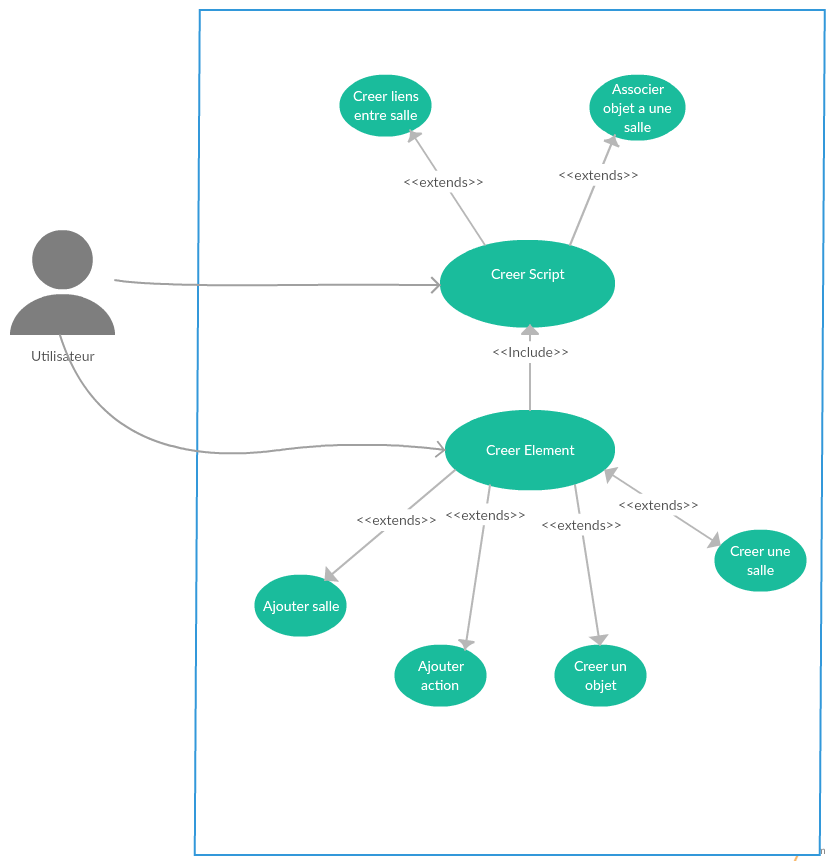 Creer liens
entre salle
Associer
objet a une
salle
<<extends>>
<<extends>>
Creer Script
Utilisateur
<<Include>>
Creer Element
<<extends>>
<<extends>>
<<extends>>
<<extends>>
Creer une
salle
Ajouter salle
Ajouter
action
Creer un
objet